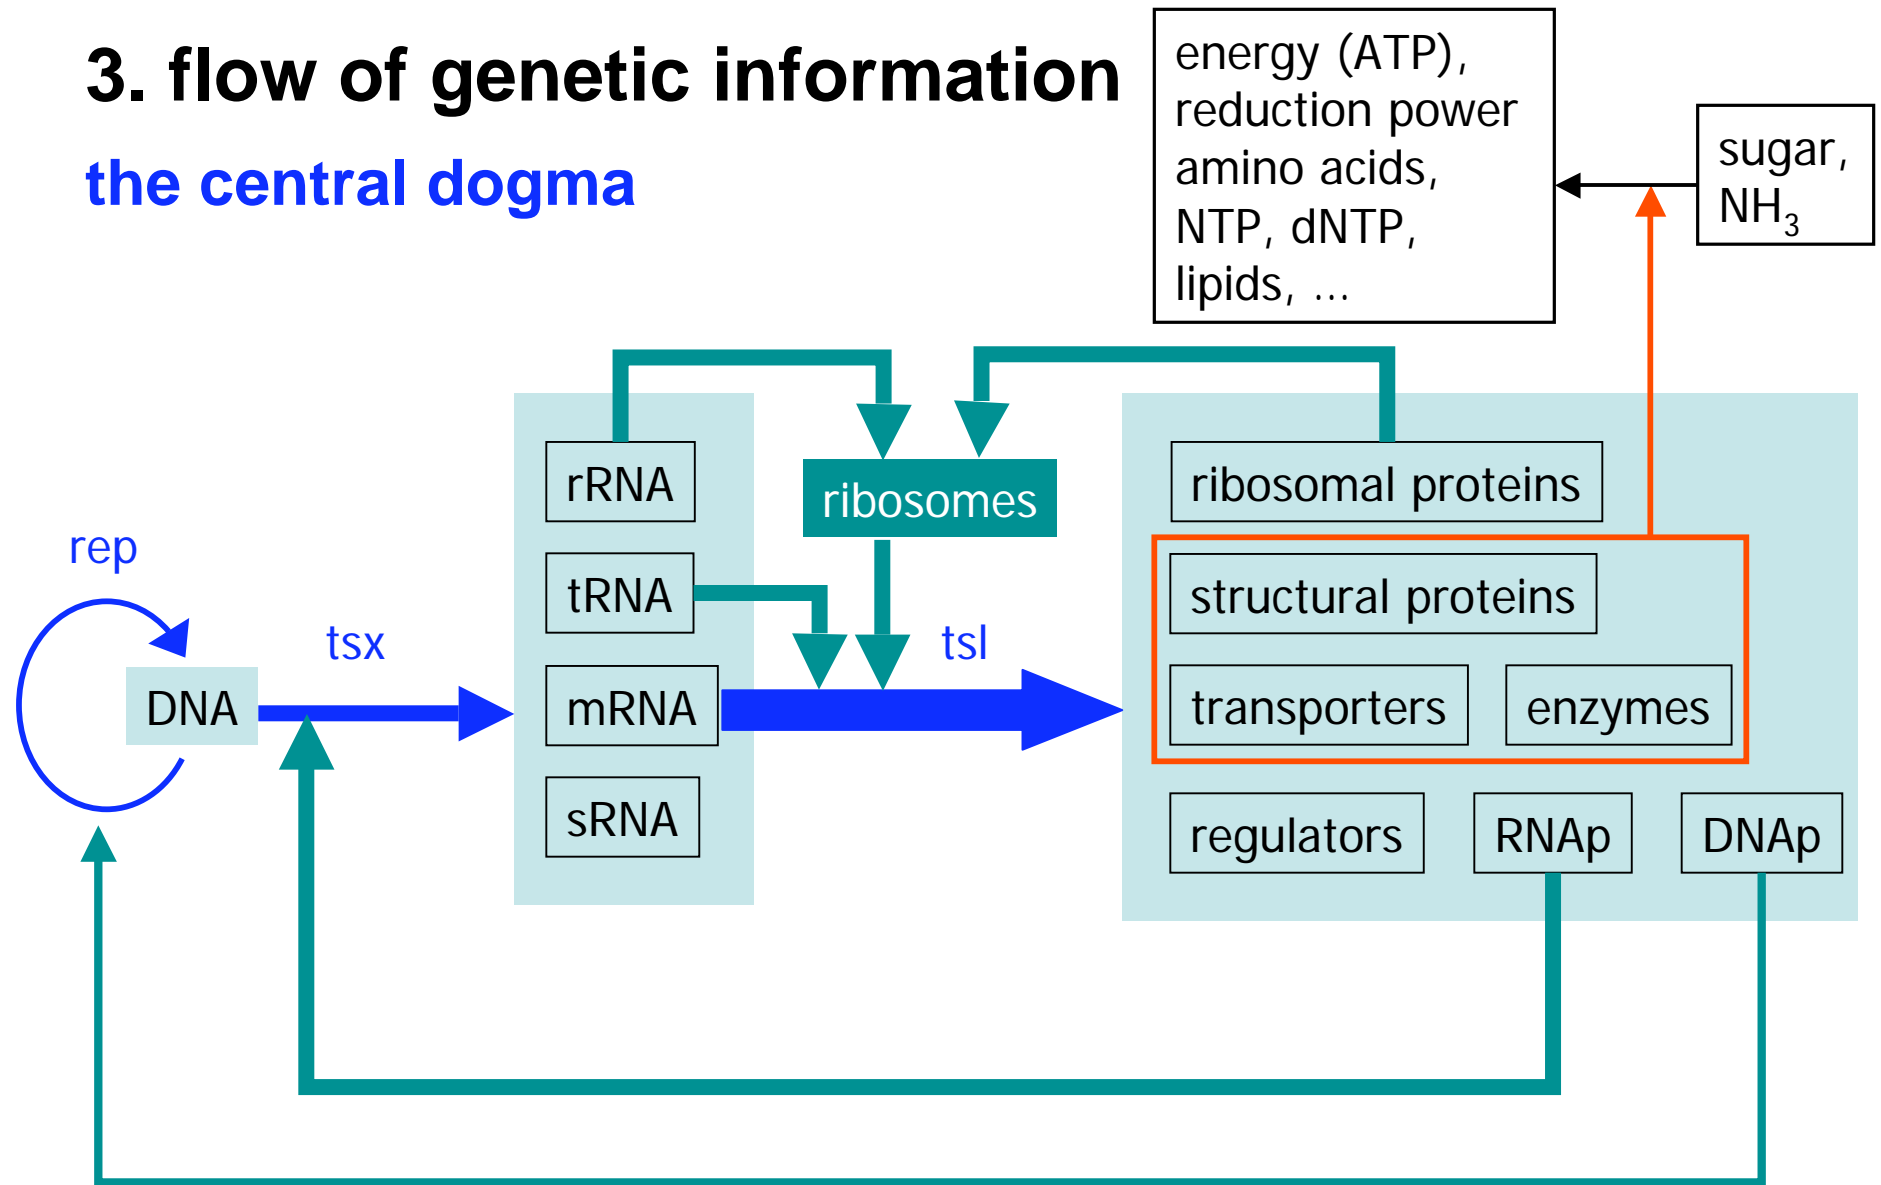 3. flow of genetic information
the central dogma
energy (ATP),
reduction power
amino acids,
NTP, dNTP,
lipids, ...
sugar,
NH₃
rRNA
ribosomes
ribosomal proteins
rep
tRNA
structural proteins
tsx
tsl
DNA
mRNA
transporters
enzymes
sRNA
regulators
RNAp
DNAp